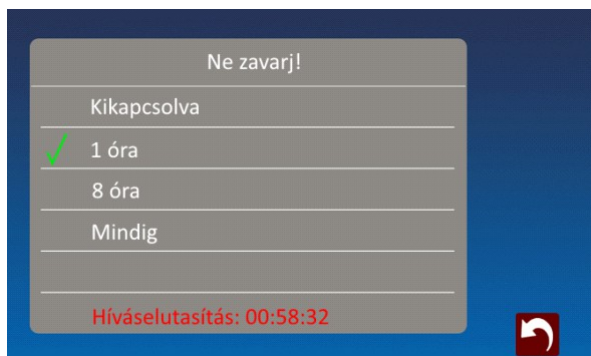 Ne zavarj!
Kikapcsolva
1 óra
8 óra
Mindig
Híváselutasítás: 00:58:32